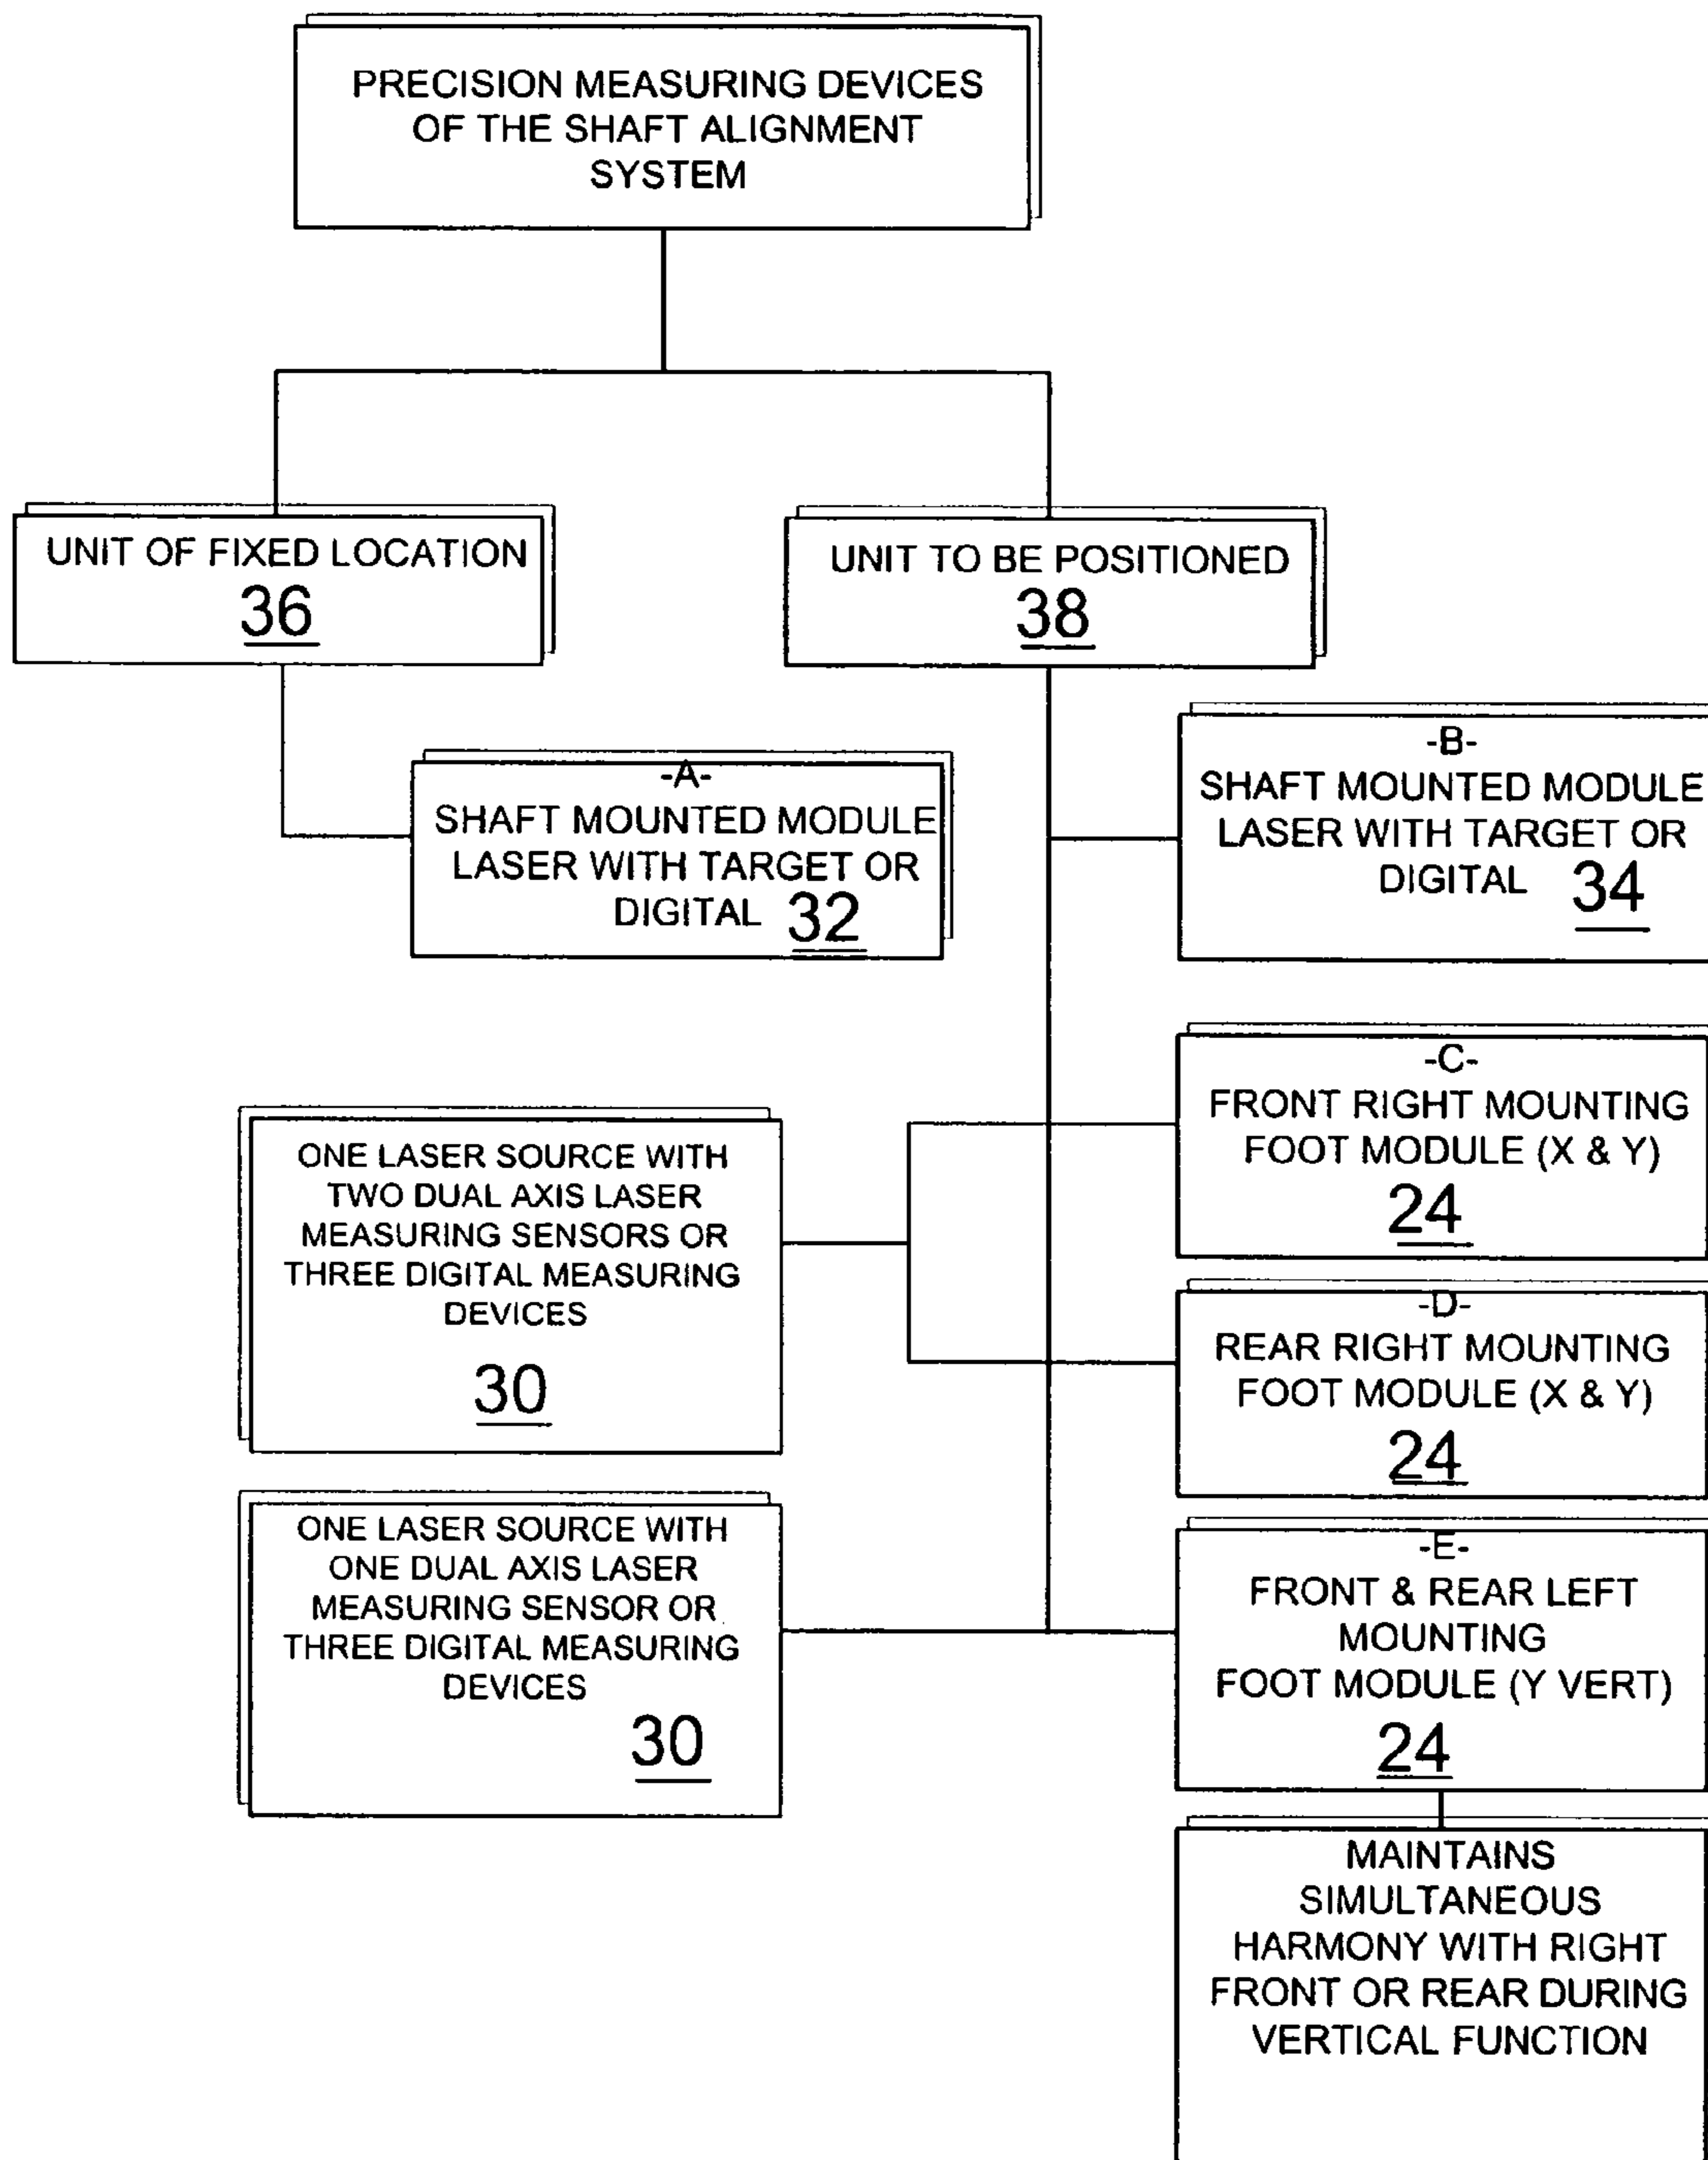 PRECISION MEASURING DEVICES
OF THE SHAFT ALIGNMENT
SYSTEM
UNIT OF FIXED LOCATION
36
UNIT TO BE POSITIONED
38
-A-
SHAFT MOUNTED MODULE
LASER WITH TARGET OR
DIGITAL 32
-B-
SHAFT MOUNTED MODULE
LASER WITH TARGET OR
DIGITAL 34
-C-
FRONT RIGHT MOUNTING
FOOT MODULE (X & Y)
24
ONE LASER SOURCE WITH
TWO DUAL AXIS LASER
MEASURING SENSORS OR
THREE DIGITAL MEASURING
DEVICES
30
-D-
REAR RIGHT MOUNTING
FOOT MODULE (X & Y)
24
ONE LASER SOURCE WITH
ONE DUAL AXIS LASER
MEASURING SENSOR OR
THREE DIGITAL MEASURING
DEVICES
30
-E-
FRONT & REAR LEFT
MOUNTING
FOOT MODULE (Y VERT)
24
MAINTAINS
SIMULTANEOUS
HARMONY WITH RIGHT
FRONT OR REAR DURING
VERTICAL FUNCTION